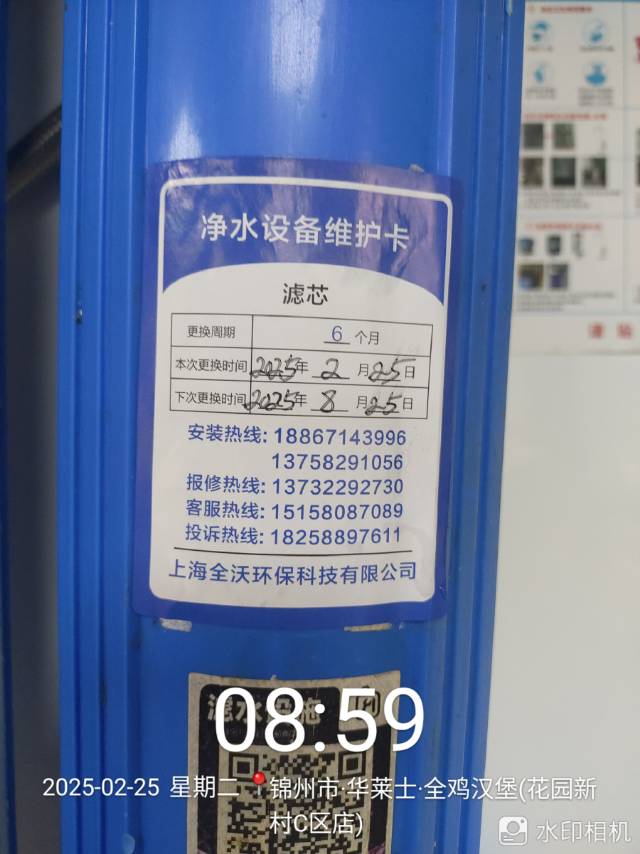 净水设备维护卡
滤芯
更换周期 6 个月
本次更换时间 2025年 2 月 25日
下次更换时间 2025年 8 月 25日
安装热线: 18867143996
13758291056
报修热线: 13732292730
客服热线: 15158087089
投诉热线: 18258897611
上海全沃环保科技有限公司
08:59
2025-02-25 星期二 锦州市·华莱士·全鸡汉堡(花园新
村C区店)
水印相机